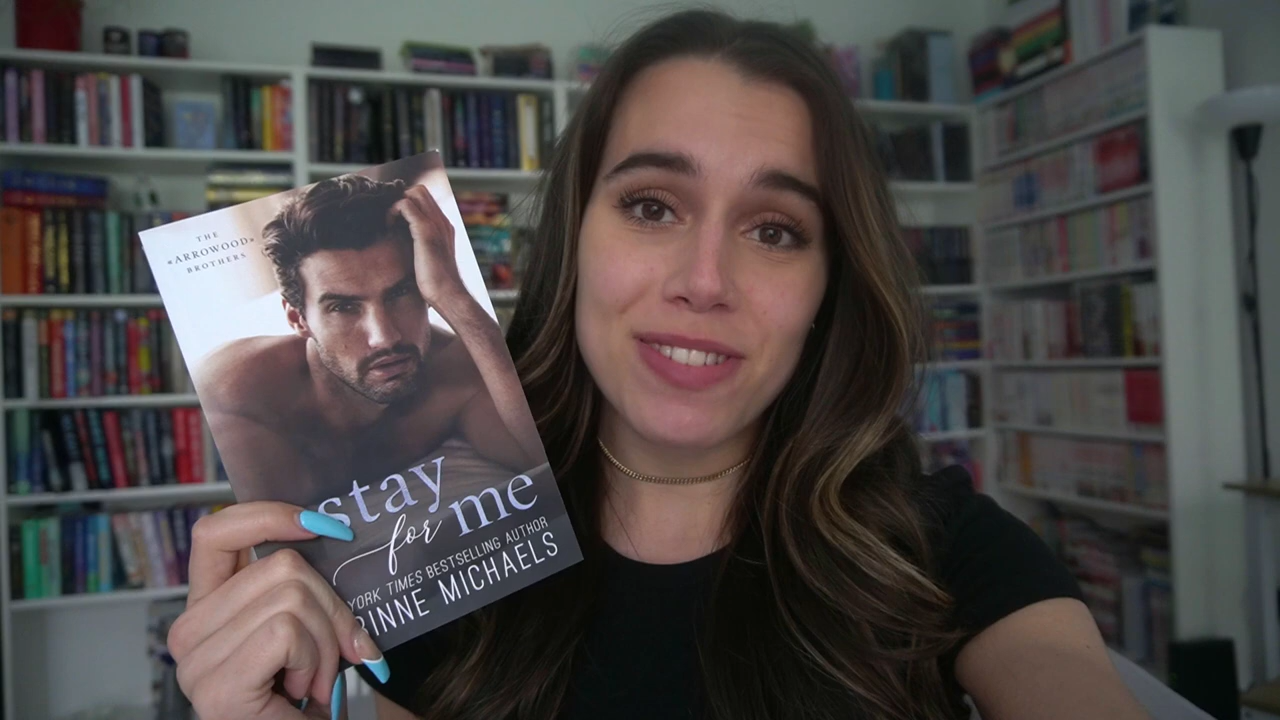 THE
ARROWOOD
BROTHERS
stay
for me
YORK TIMES BESTSELLING AUTHOR
RINNE MICHAELS